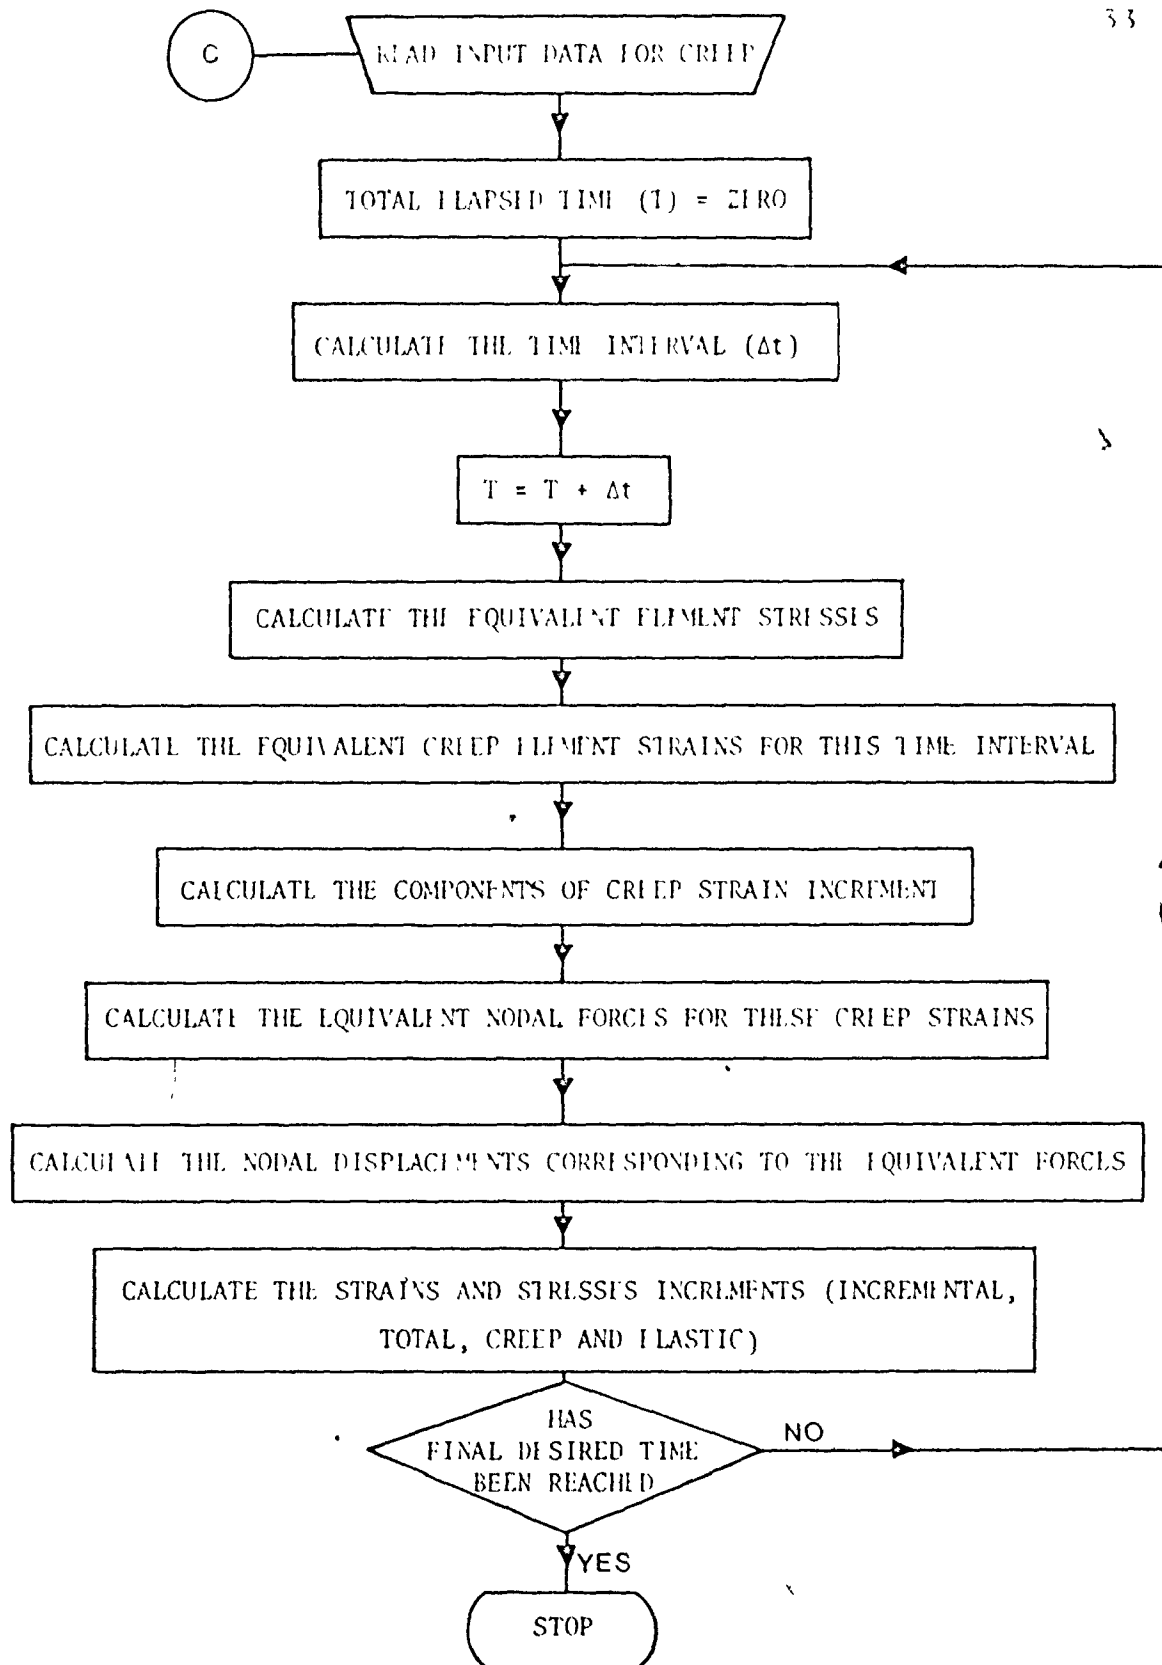 33
C
READ INPUT DATA FOR CREEP
TOTAL ELAPSED TIME (T) = ZERO
CALCULATE THE TIME INTERVAL (Δt)
T = T + Δt
CALCULATE THE EQUIVALENT ELEMENT STRESSES
CALCULATE THE EQUIVALENT CREEP ELEMENT STRAINS FOR THIS TIME INTERVAL
CALCULATE THE COMPONENTS OF CREEP STRAIN INCREMENT
CALCULATE THE EQUIVALENT NODAL FORCES FOR THESE CREEP STRAINS
CALCULATE THE NODAL DISPLACEMENTS CORRESPONDING TO THE EQUIVALENT FORCES
CALCULATE THE STRAINS AND STRESSES INCREMENTS (INCREMENTAL,
TOTAL, CREEP AND ELASTIC)
HAS
FINAL DESIRED TIME
BEEN REACHED
NO
YES
STOP